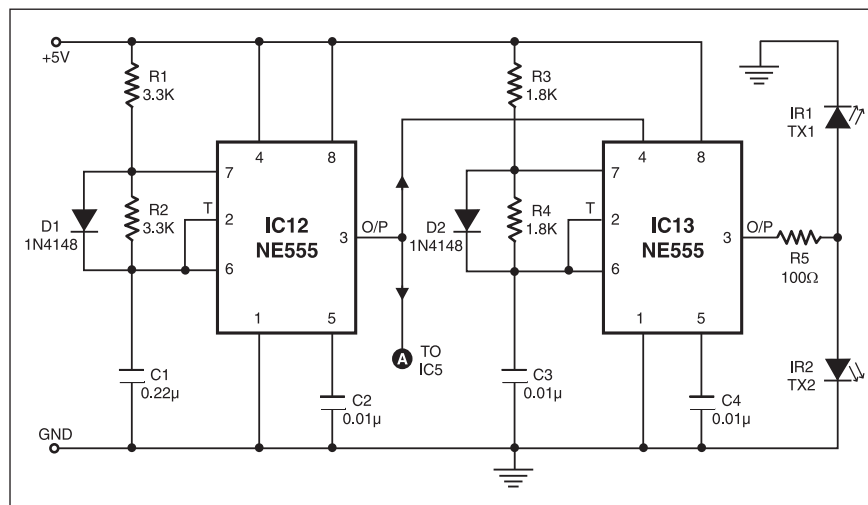 +5V
R1
3.3K
R3
1.8K
IR1
TX1
4
8
4
8
7
7
D1
1N4148
R2
3.3K
T
2
IC12
NE555
3
O/P
D2
1N4148
R4
1.8K
T
2
IC13
NE555
3
O/P
R5
100Ω
6
6
1
5
1
5
A
TO
IC5
IR2
TX2
C1
0.22µ
C2
0.01µ
C3
0.01µ
C4
0.01µ
GND